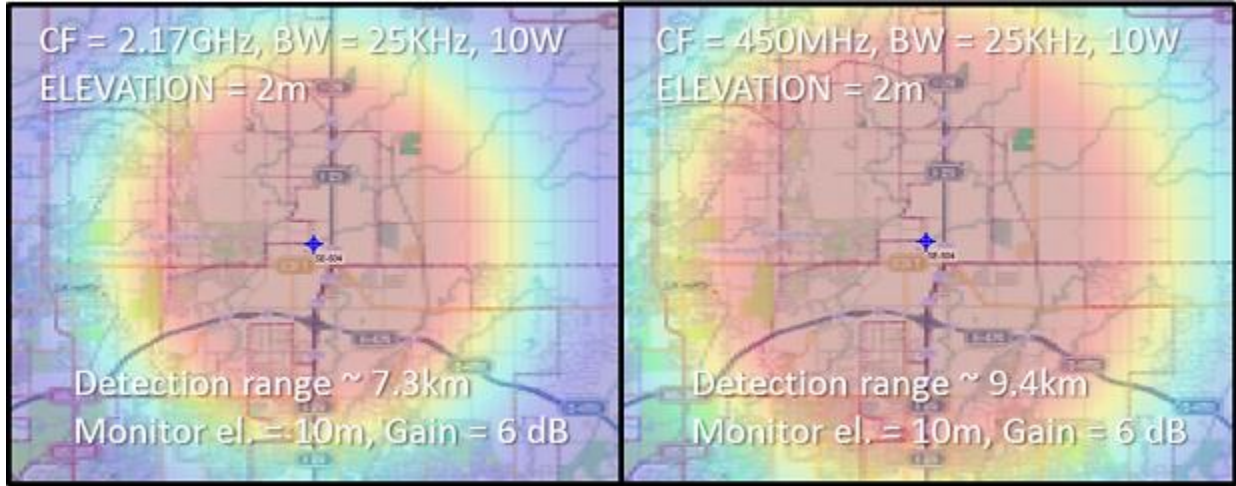 CF = 2.17GHz, BW = 25KHz, 10W
ELEVATION = 2m
Detection range ~ 7.3km
Monitor el. = 10m, Gain = 6 dB
CF = 450MHz, BW = 25KHz, 10W
ELEVATION = 2m
Detection range ~ 9.4km
Monitor el. = 10m, Gain = 6 dB